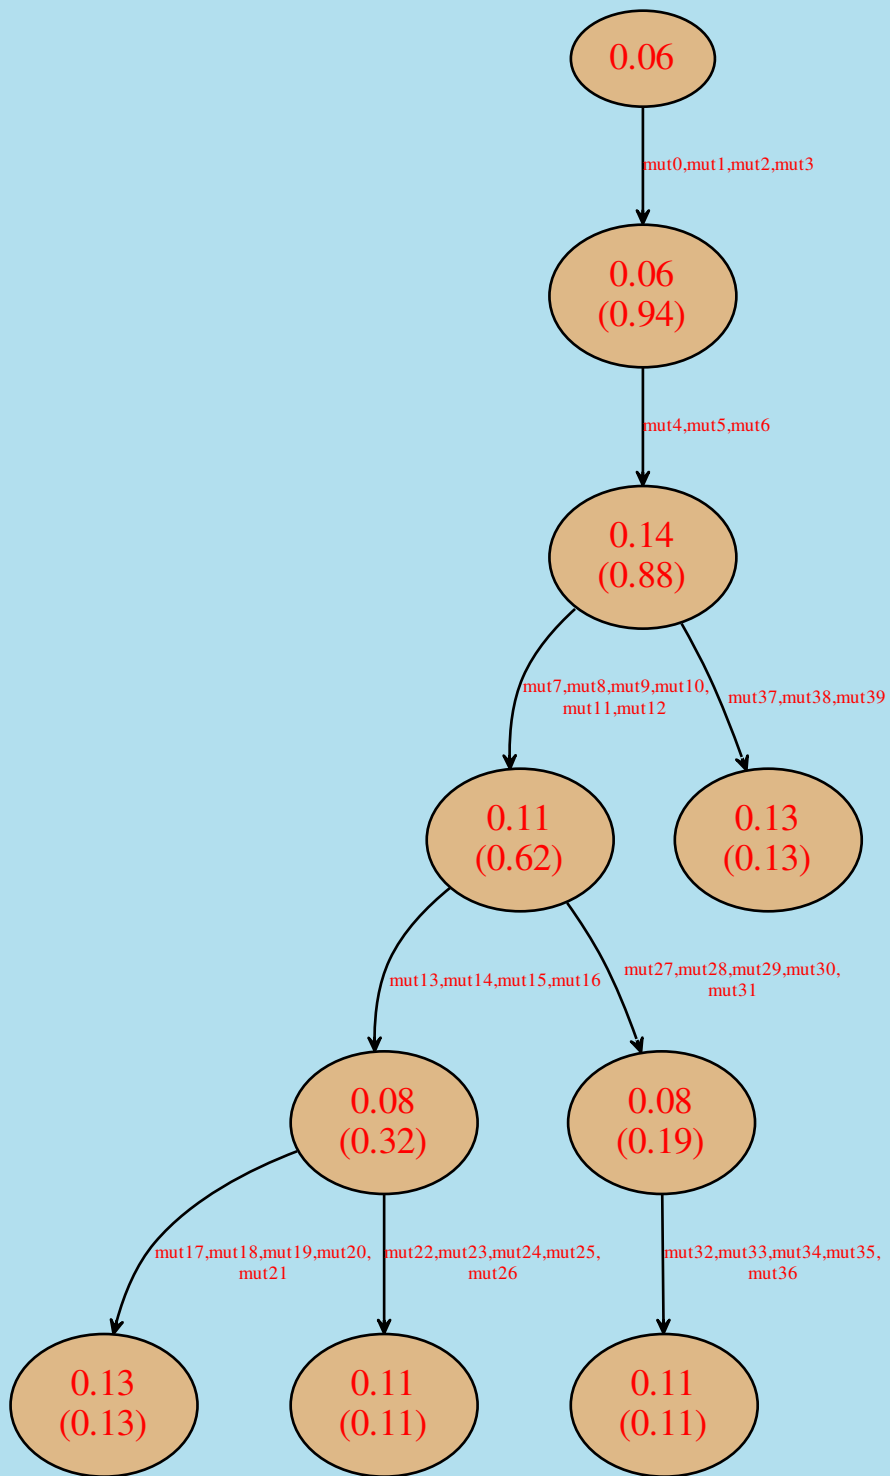 0.06
mut0,mut1,mut2,mut3
0.06
(0.94)
mut4,mut5,mut6
0.14
(0.88)
mut7,mut8,mut9,mut10,
mut11,mut12
mut37,mut38,mut39
0.11
(0.62)
0.13
(0.13)
mut13,mut14,mut15,mut16
mut27,mut28,mut29,mut30,
mut31
0.08
(0.32)
0.08
(0.19)
mut17,mut18,mut19,mut20,
mut21
mut22,mut23,mut24,mut25,
mut26
mut32,mut33,mut34,mut35,
mut36
0.13
(0.13)
0.11
(0.11)
0.11
(0.11)